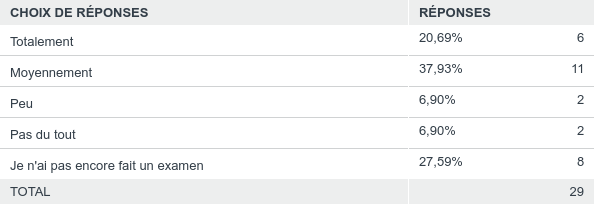 CHOIX DE RÉPONSES RÉPONSES
Totalement 20,69% 6
Moyennement 37,93% 11
Peu 6,90% 2
Pas du tout 6,90% 2
Je n'ai pas encore fait un examen 27,59% 8
TOTAL 29